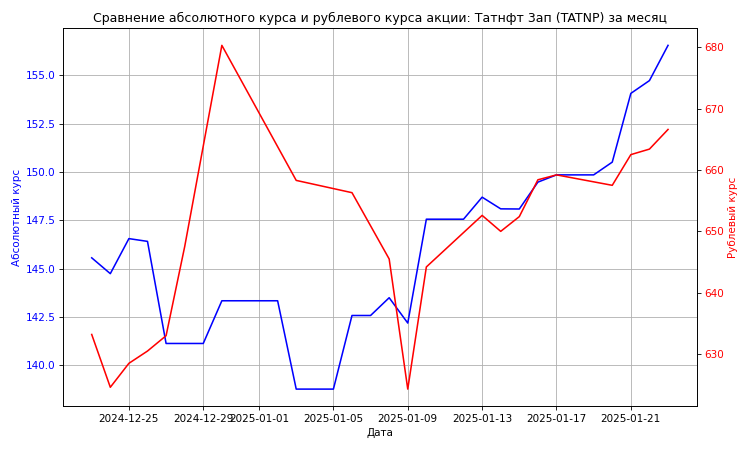 Сравнение абсолютного курса и рублевого курса акции: Татнфт 3ап (TATNP) за месяц
155.0
152.5
150.0
147.5
145.0
142.5
140.0
Абсолютный курс
680
670
660
650
640
630
Рублевый курс
2024-12-25 2024-12-29 2025-01-01 2025-01-05 2025-01-09 2025-01-13 2025-01-17 2025-01-21
Дата